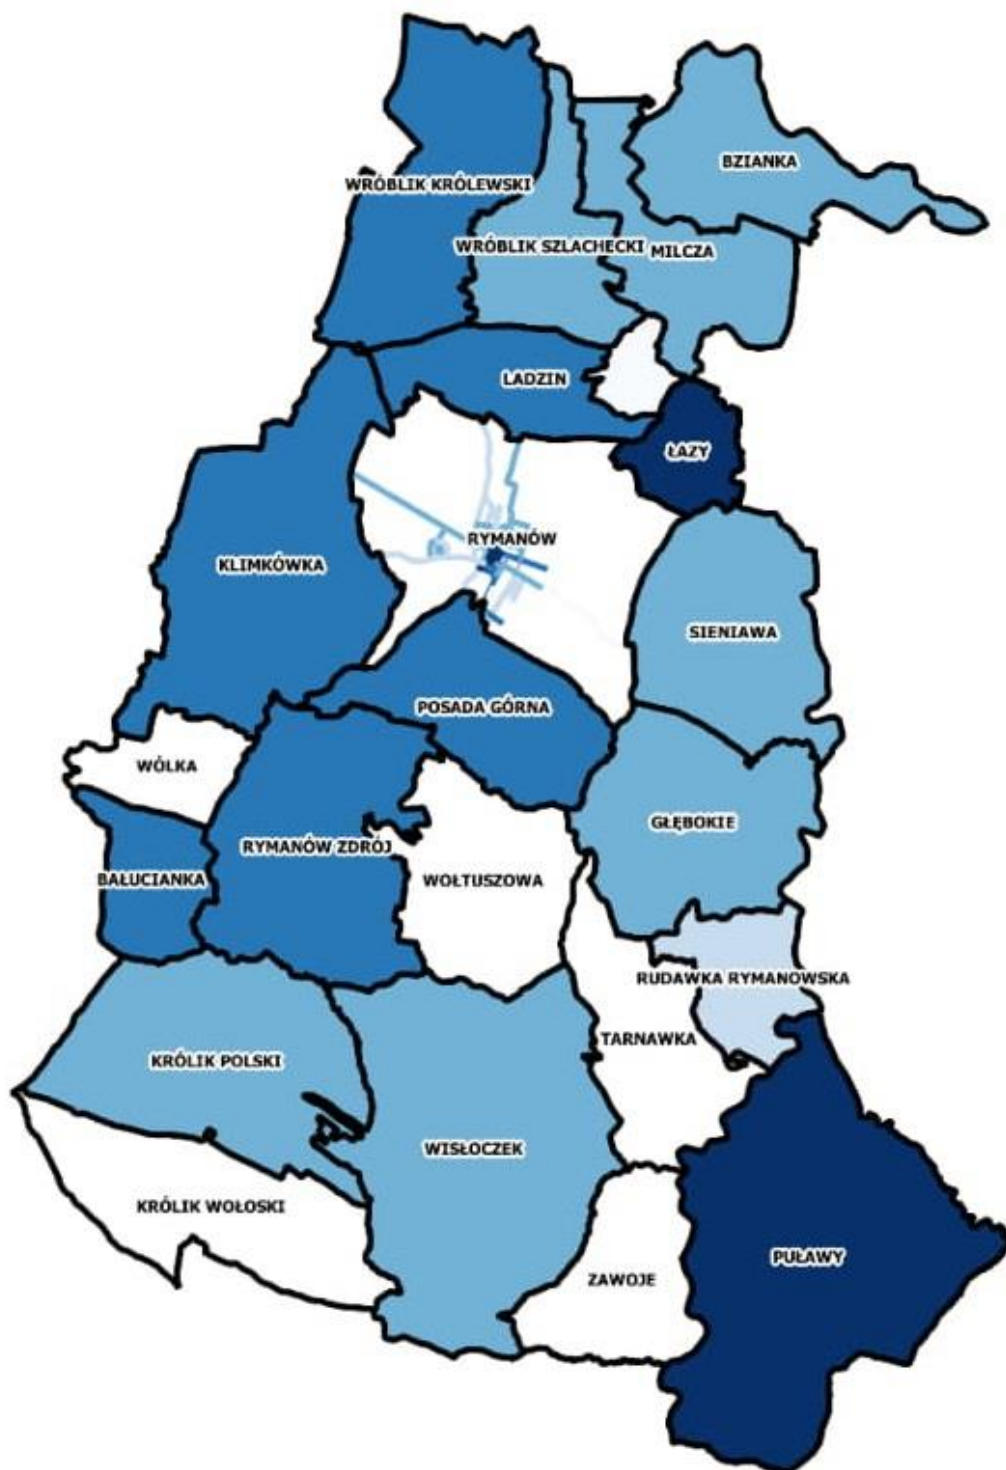 BZIANKA
WRÓBLIK KRÓLEWSKI
WRÓBLIK SZLACHECKI
MILCZA
LADZIN
ŁAZY
RYMANÓW
KLIMKÓWKA
SIENIAWA
POSADA GÓRNA
WÓLKA
GŁĘBOKIE
RYMANÓW ZDRÓJ
BAŁUCIANKA
WOŁTUSZOWA
RUDAWKA RYMANOWSKA
TARNAWKA
KRÓLIK POLSKI
WISŁOCZEK
KRÓLIK WOŁOSKI
PUŁAWY
ZAWOJE